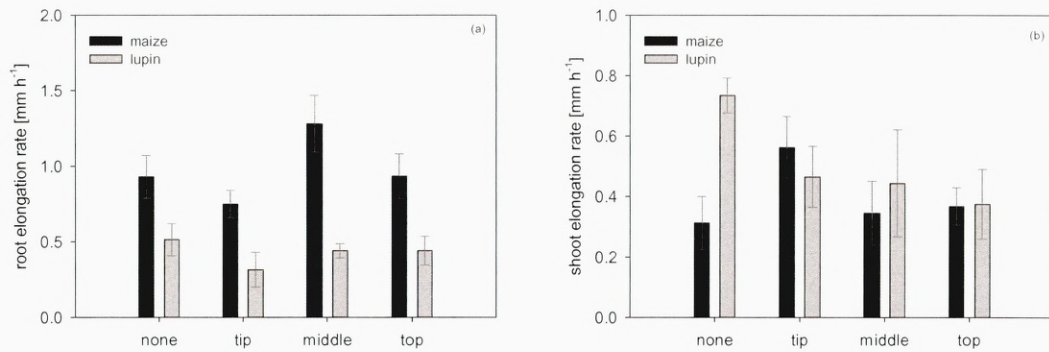 (a)
maize
lupin
root elongation rate [mm h⁻¹]
2.0
1.5
1.0
0.5
0.0
none tip middle top
(b)
maize
lupin
shoot elongation rate [mm h⁻¹]
1.0
0.8
0.6
0.4
0.2
0.0
none tip middle top